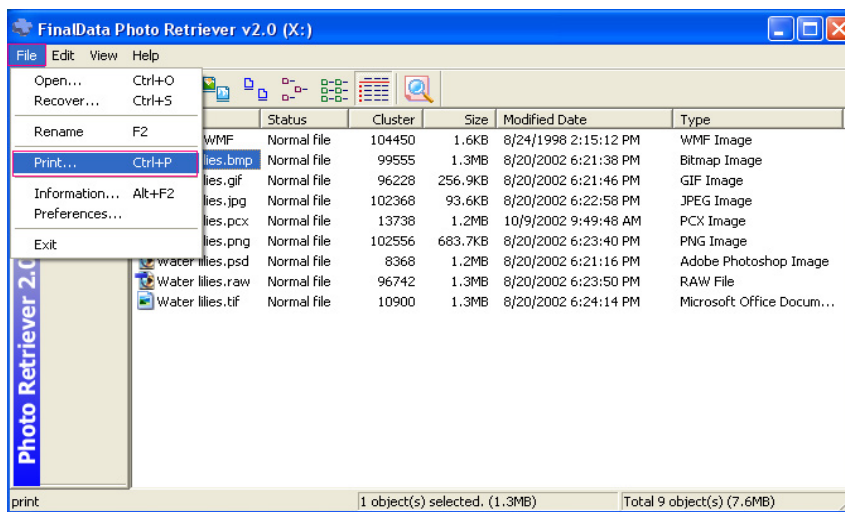 FinalData Photo Retriever v2.0 (X:)
File Edit View Help
Open... Ctrl+O
Recover... Ctrl+S
Rename F2
Print... Ctrl+P
Information... Alt+F2
Preferences...
Exit
Status Cluster Size Modified Date Type
WMF Normal file 104450 1.6KB 8/24/1998 2:15:12 PM WMF Image
lies.bmp Normal file 99555 1.3MB 8/20/2002 6:21:38 PM Bitmap Image
lies.gif Normal file 96228 256.9KB 8/20/2002 6:21:46 PM GIF Image
lies.jpg Normal file 102368 93.6KB 8/20/2002 6:22:58 PM JPEG Image
lies.pcx Normal file 13738 1.2MB 10/9/2002 9:49:48 AM PCX Image
lies.png Normal file 102556 683.7KB 8/20/2002 6:23:40 PM PNG Image
Water lilies.psd Normal file 8368 1.2MB 8/20/2002 6:21:16 PM Adobe Photoshop Image
Water lilies.raw Normal file 96742 1.3MB 8/20/2002 6:23:50 PM RAW File
Water lilies.tif Normal file 10900 1.3MB 8/20/2002 6:24:14 PM Microsoft Office Docum...
Photo Retriever 2.0
print 1 object(s) selected. (1.3MB) Total 9 object(s) (7.6MB)